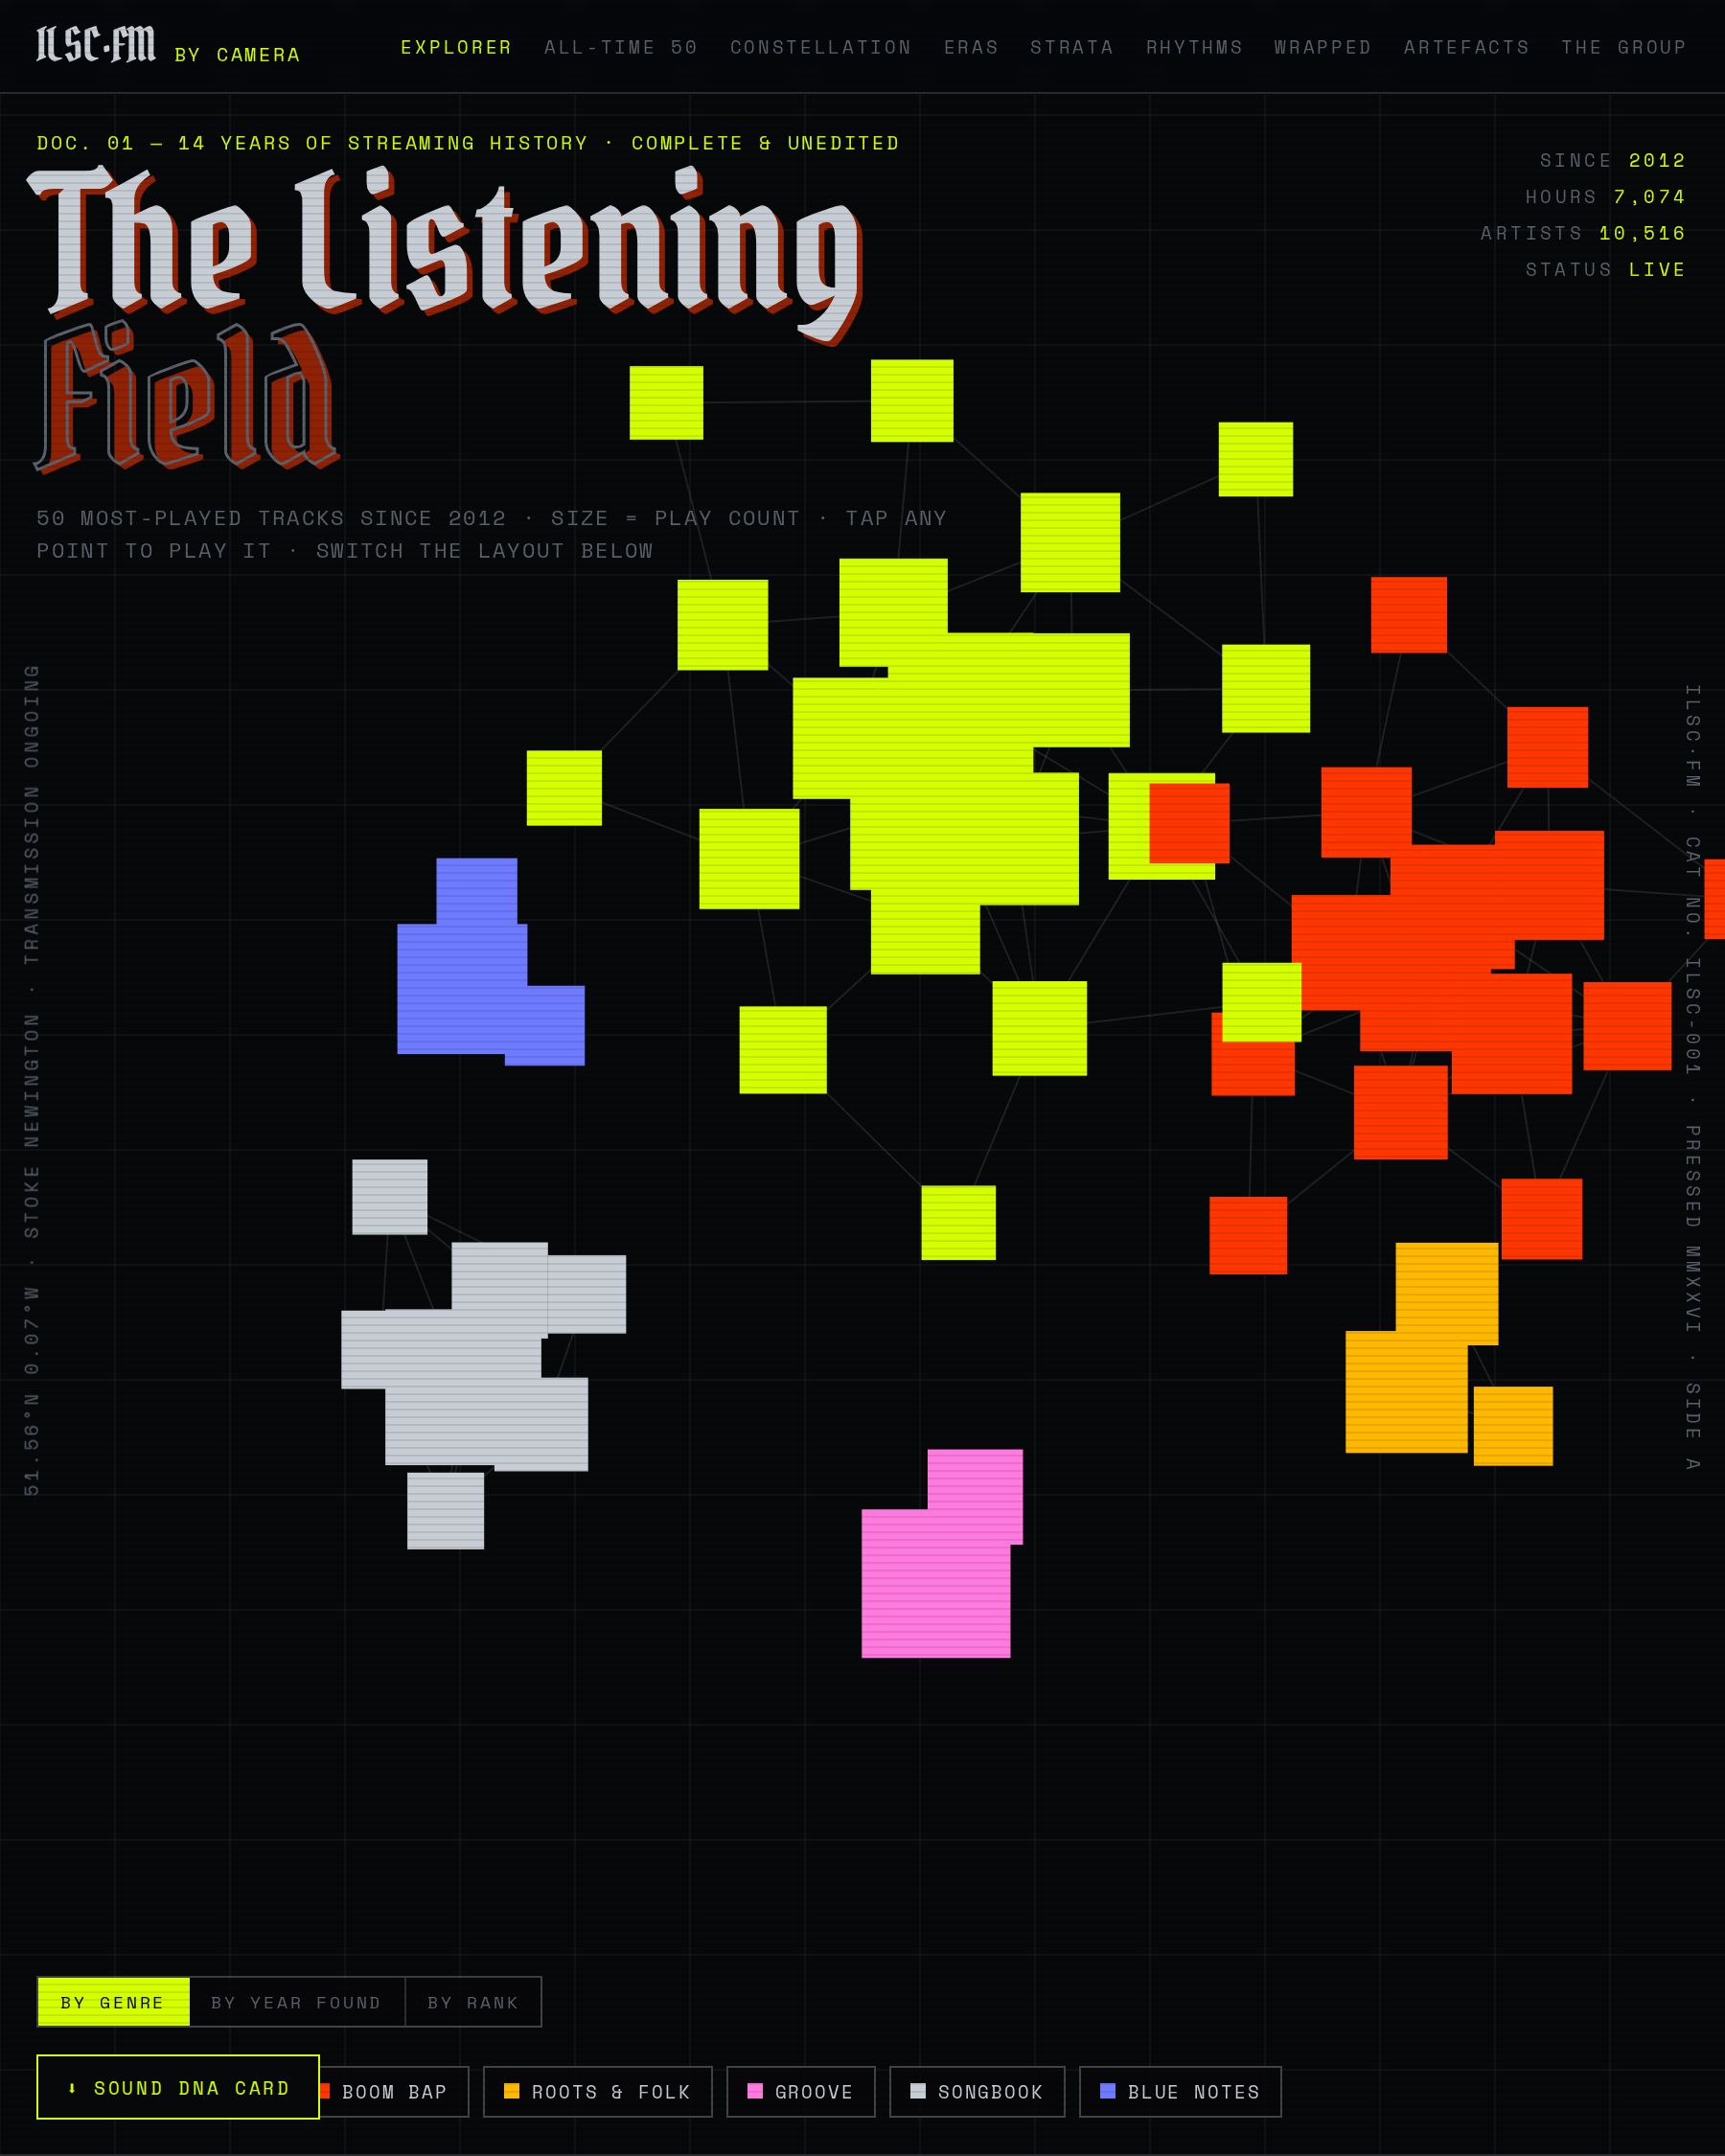 ILSC·FM BY CAMERA
EXPLORER ALL-TIME 50 CONSTELLATION ERAS STRATA RHYTHMS WRAPPED ARTEFACTS THE GROUP
DOC. 01 — 14 YEARS OF STREAMING HISTORY · COMPLETE & UNEDITED
The Listening
Field
SINCE 2012
HOURS 7,074
ARTISTS 10,516
STATUS LIVE
50 MOST-PLAYED TRACKS SINCE 2012 · SIZE = PLAY COUNT · TAP ANY
POINT TO PLAY IT · SWITCH THE LAYOUT BELOW
51.56°N 0.07°W · STOKE NEWINGTON · TRANSMISSION ONGOING
ILSC·FM · CAT NO. ILSC-001 · PRESSED MMXXVI · SIDE A
BY GENRE BY YEAR FOUND BY RANK
⬇ SOUND DNA CARD BOOM BAP ROOTS & FOLK GROOVE SONGBOOK BLUE NOTES